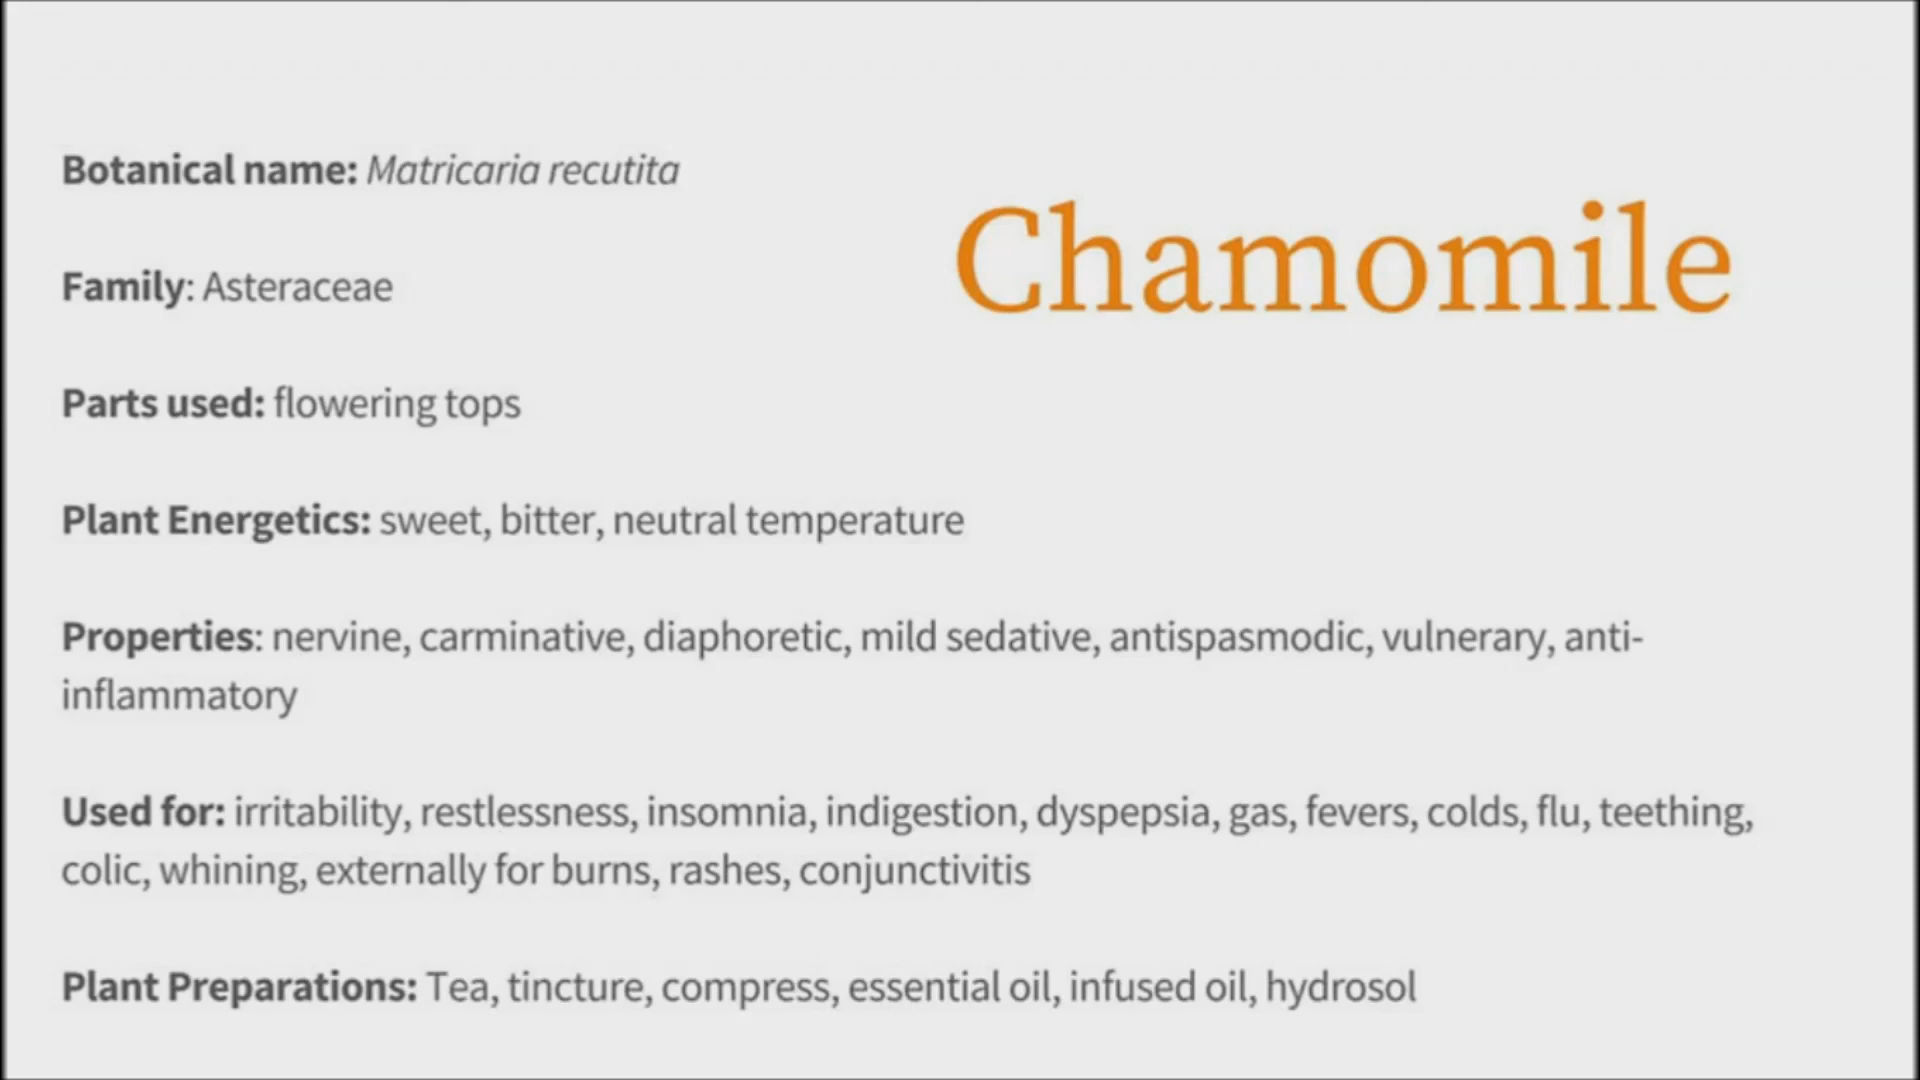 Botanical name: Matricaria recutita
Chamomile
Family: Asteraceae
Parts used: flowering tops
Plant Energetics: sweet, bitter, neutral temperature
Properties: nervine, carminative, diaphoretic, mild sedative, antispasmodic, vulnerary, anti-
inflammatory
Used for: irritability, restlessness, insomnia, indigestion, dyspepsia, gas, fevers, colds, flu, teething,
colic, whining, externally for burns, rashes, conjunctivitis
Plant Preparations: Tea, tincture, compress, essential oil, infused oil, hydrosol